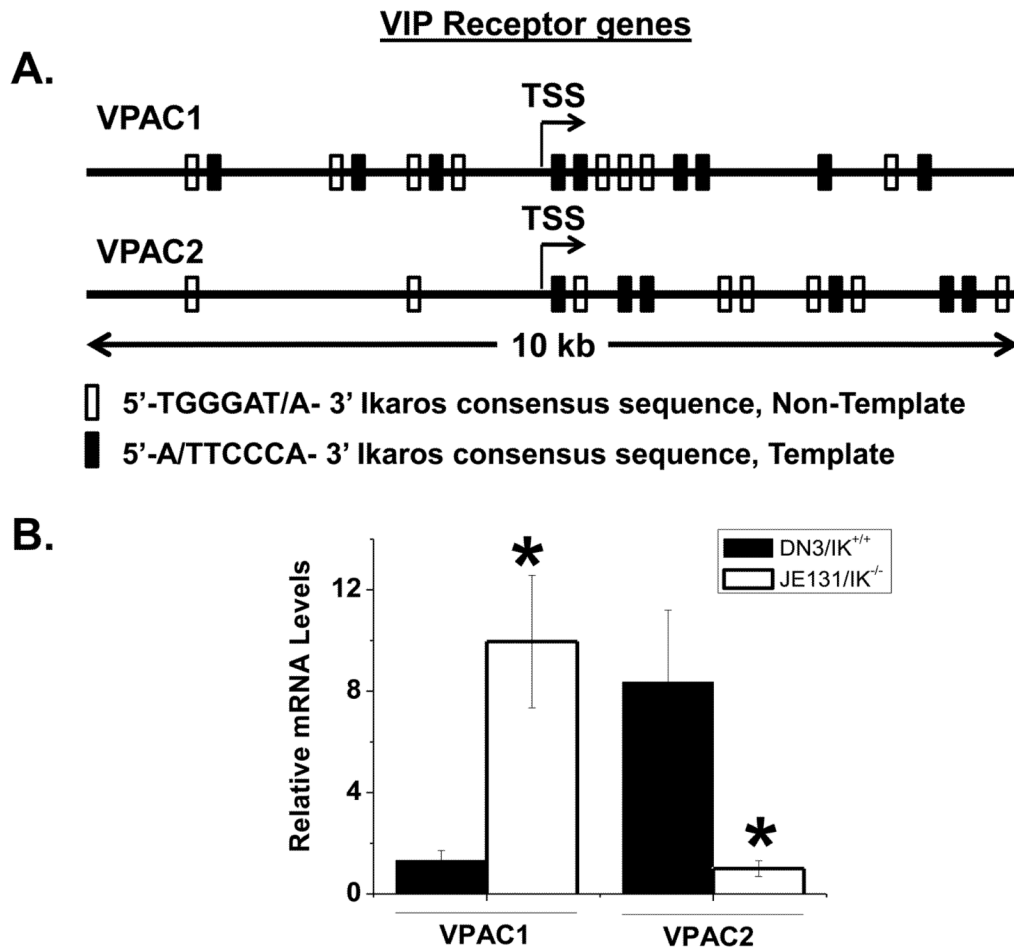 VIP Receptor genes
A.
TSS
VPAC1
TSS
VPAC2
10 kb
5’-TGGGAT/A- 3’ Ikaros consensus sequence, Non-Template
5’-A/TTCCCA- 3’ Ikaros consensus sequence, Template
B.
*
DN3/IK+/+
JE131/IK-/-
12
8
4
0
Relative mRNA Levels
*
VPAC1
VPAC2